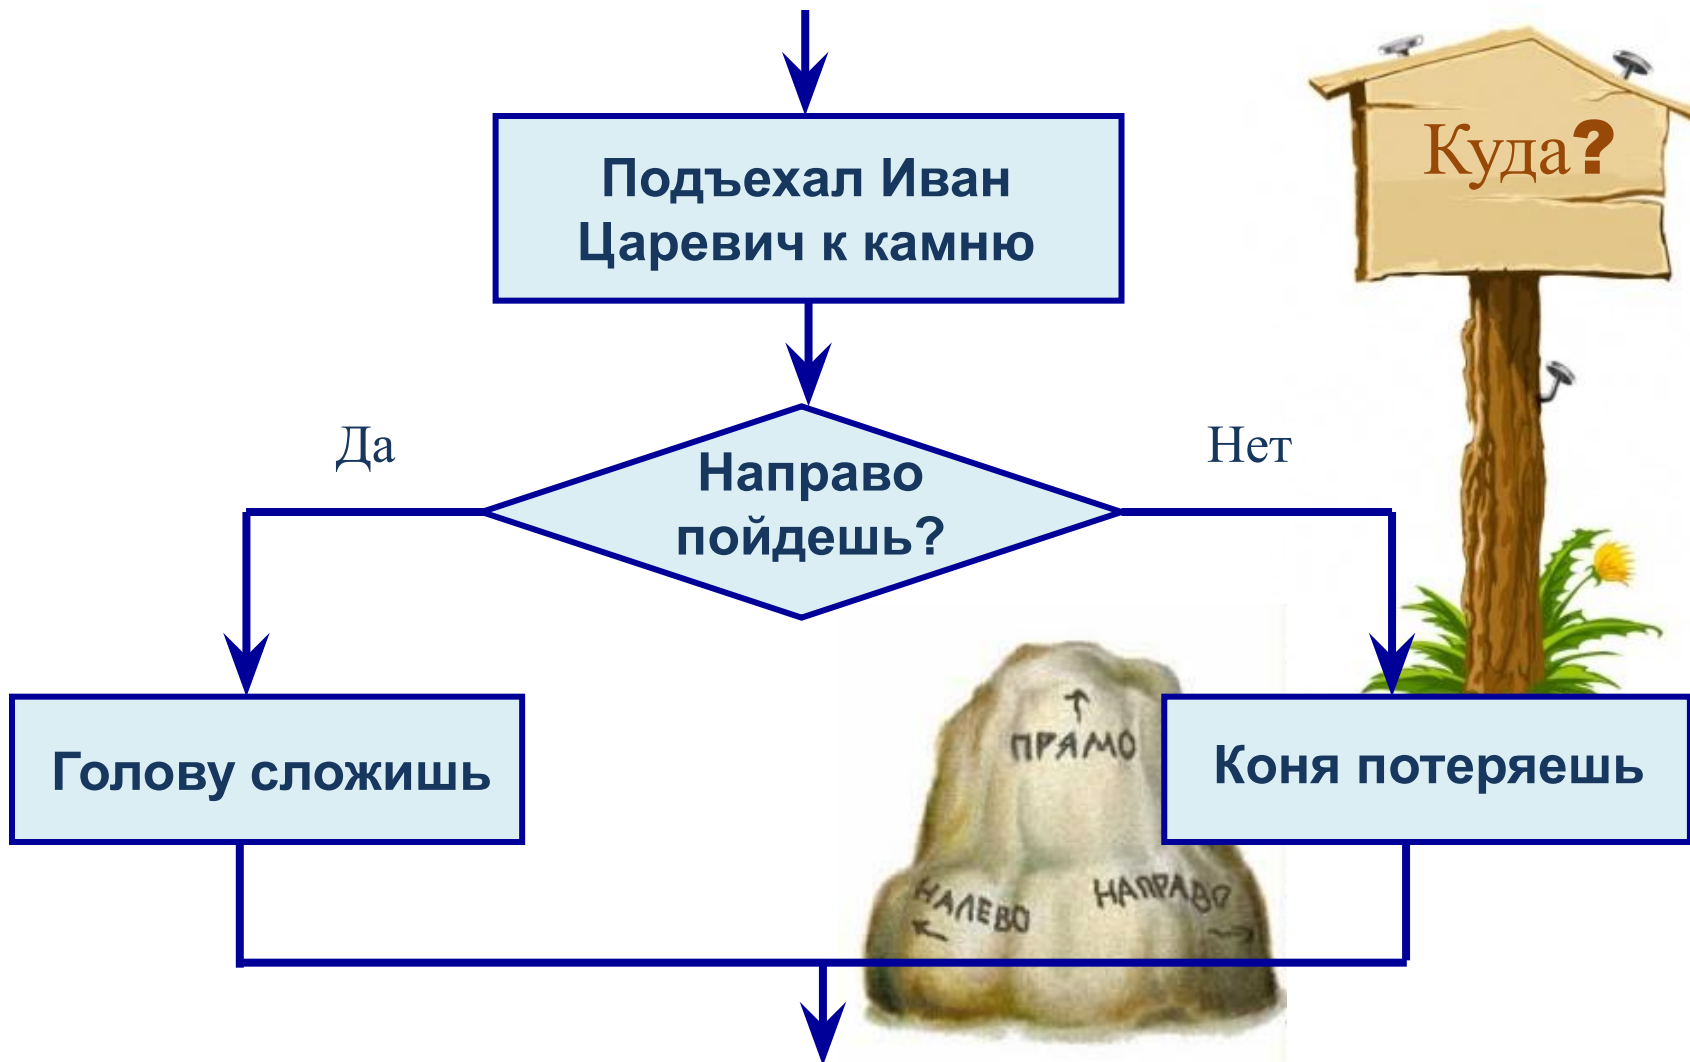 Подъехал Иван
Царевич к камню
Куда?
Да
Нет
Направо
пойдешь?
Голову сложишь
ПРЯМО
Коня потеряешь
НАЛЕВО
НАПРАВО